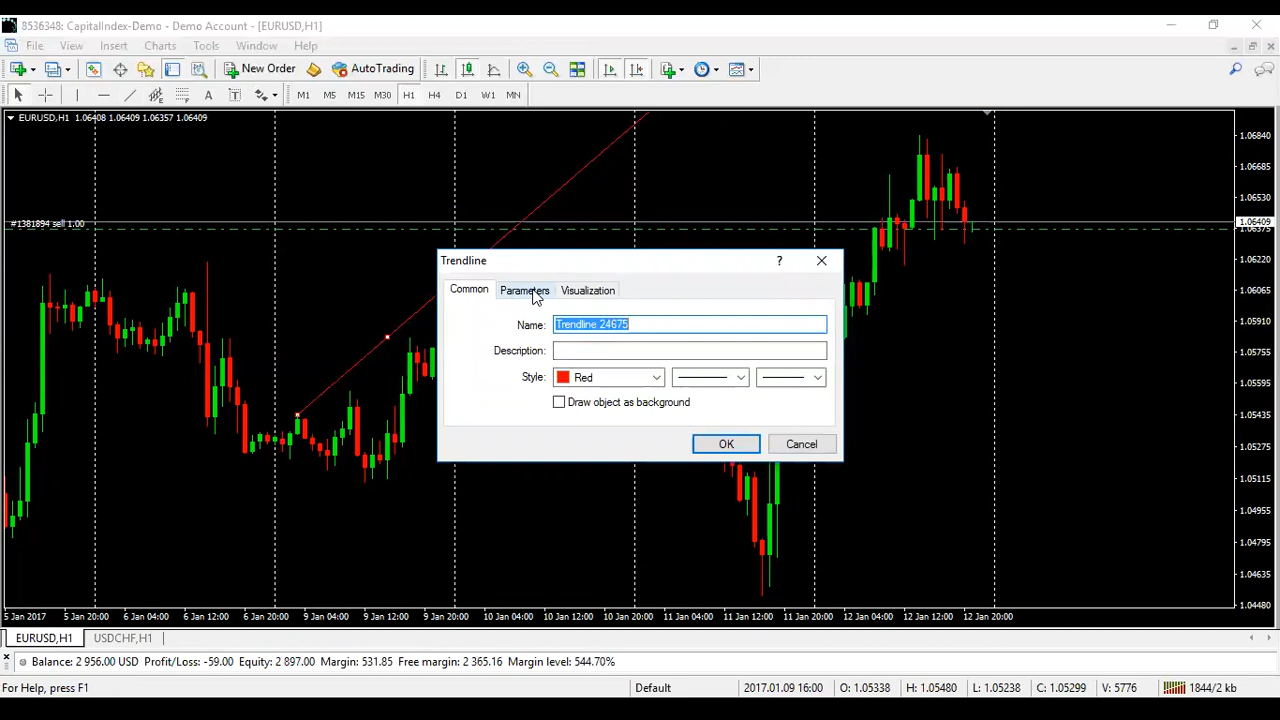 8536348: CapitalIndex-Demo - Demo Account - [EURUSD,H1]
File View Insert Charts Tools Window Help
New Order AutoTrading
A T M1 M5 M15 M30 H1 H4 D1 W1 MN
EURUSD,H1 1.06408 1.06409 1.06357 1.06409
1.06840
1.06685
1.06530
#1381894 sell 1.00
1.06409
1.06375
1.06220
1.06065
1.05910
1.05755
1.05595
1.05435
1.05275
1.05115
1.04955
1.04795
1.04635
1.04480
Trendline ?
Common Parameters Visualization
Name: Trendline 24675
Description:
Style: Red
Draw object as background
OK Cancel
5 Jan 2017 5 Jan 20:00 6 Jan 04:00 6 Jan 12:00 6 Jan 20:00 9 Jan 04:00 9 Jan 12:00 9 Jan 20:00 10 Jan 04:00 10 Jan 12:00 10 Jan 20:00 11 Jan 04:00 11 Jan 12:00 11 Jan 20:00 12 Jan 04:00 12 Jan 12:00 12 Jan 20:00
EURUSD,H1 USDCHF,H1
Balance: 2 956.00 USD Profit/Loss: -59.00 Equity: 2 897.00 Margin: 531.85 Free margin: 2 365.16 Margin level: 544.70%
For Help, press F1 Default 2017.01.09 16:00 O: 1.05338 H: 1.05480 L: 1.05238 C: 1.05299 V: 5776 1844/2 kb